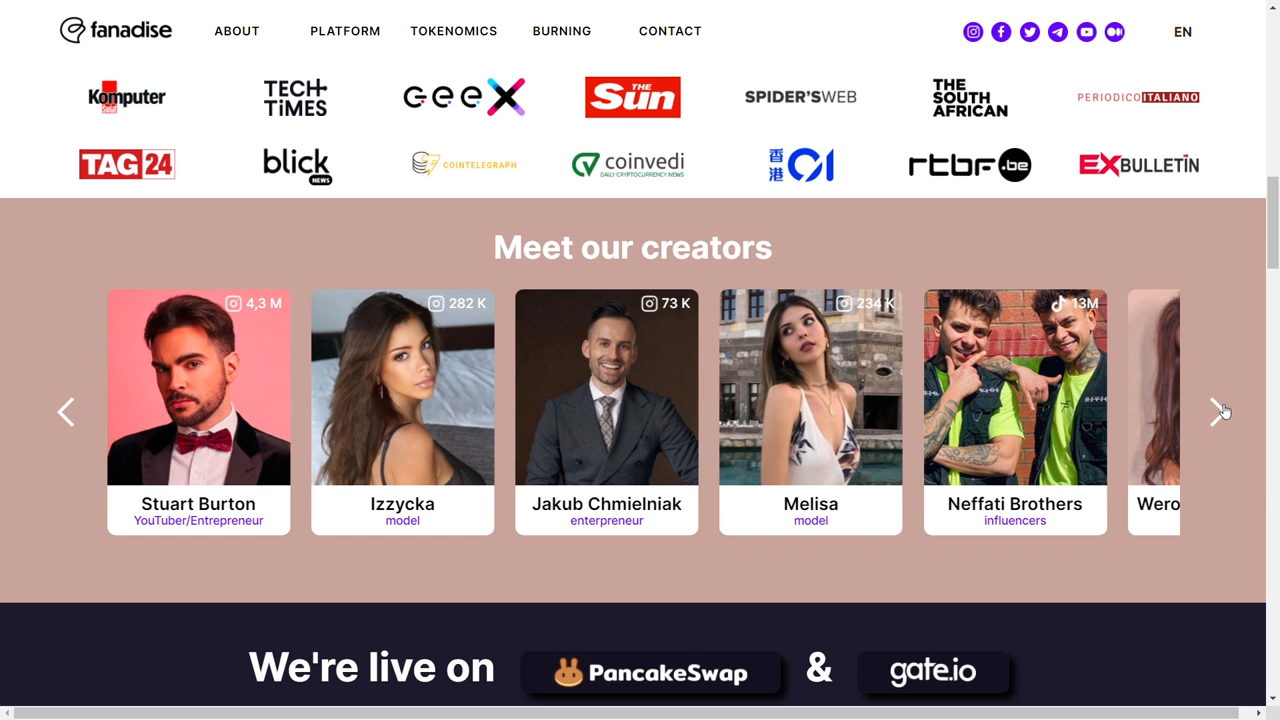 fanadise ABOUT PLATFORM TOKENOMICS BURNING CONTACT EN
Komputer TECH TIMES GeeX THE Sun SPIDER'SWEB THE SOUTH AFRICAN PERIODICOITALIANO
TAG24 blick NEWS COINTELEGRAPH coinvedi DAILY CRYPTOCURRENCY NEWS 香港01 rtbf.be EXBULLETIN
Meet our creators
4,3 M 282 K 73 K 234 K 13M
Stuart Burton Izzycka Jakub Chmielniak Melisa Neffati Brothers Wero
YouTuber/Entrepreneur model enterpreneur model influencers
We're live on PancakeSwap & gate.io